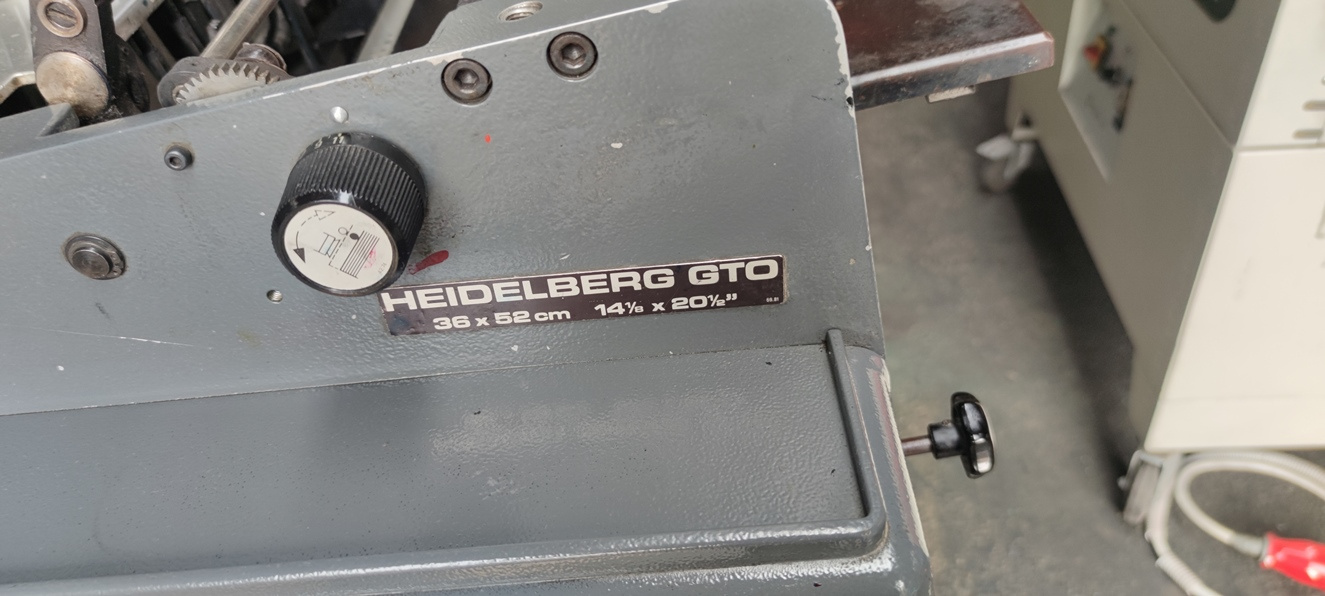 HEIDELBERG GTO
36 x 52 cm 14⅛ x 20½”